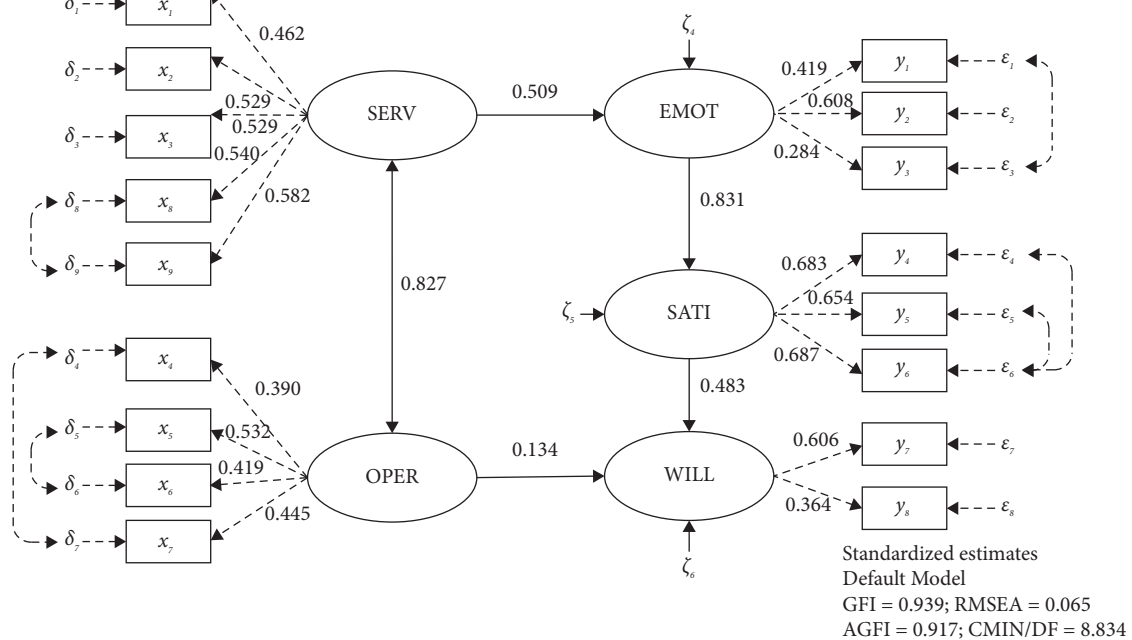 δ₁
x₁
0.462
ζ₄
δ₂
x₂
0.529
0.529
δ₃
x₃
0.540
δ₈
x₈
0.582
δ₉
x₉
SERV
0.509
EMOT
0.419
y₁
ε₁
0.608
y₂
ε₂
0.284
y₃
ε₃
0.827
0.831
ζ₅
SATI
0.683
y₄
ε₄
0.654
y₅
ε₅
0.687
y₆
ε₆
0.483
δ₄
x₄
0.390
δ₅
x₅
0.532
δ₆
x₆
0.419
δ₇
x₇
0.445
OPER
0.134
WILL
ζ₆
0.606
y₇
ε₇
0.364
y₈
ε₈
Standardized estimates
Default Model
GFI = 0.939; RMSEA = 0.065
AGFI = 0.917; CMIN/DF = 8.834